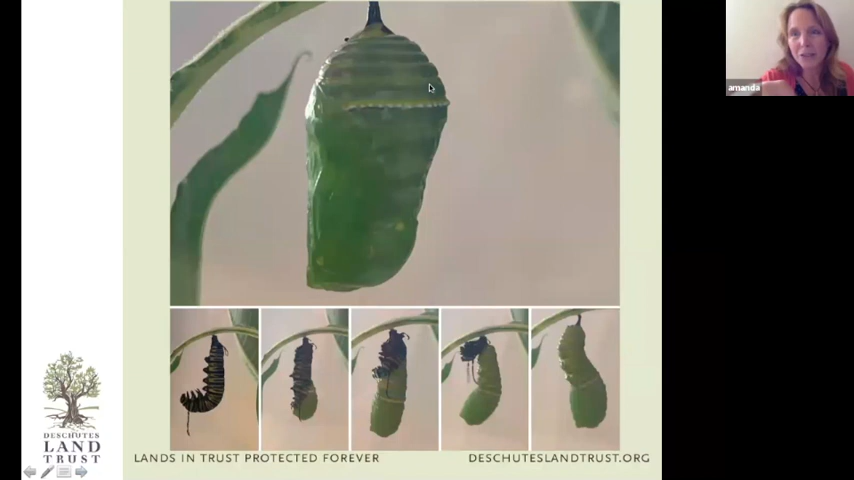 amanda
DESCHUTES
LAND
TRUST
LANDS IN TRUST PROTECTED FOREVER
DESCHUTESLANDTRUST.ORG